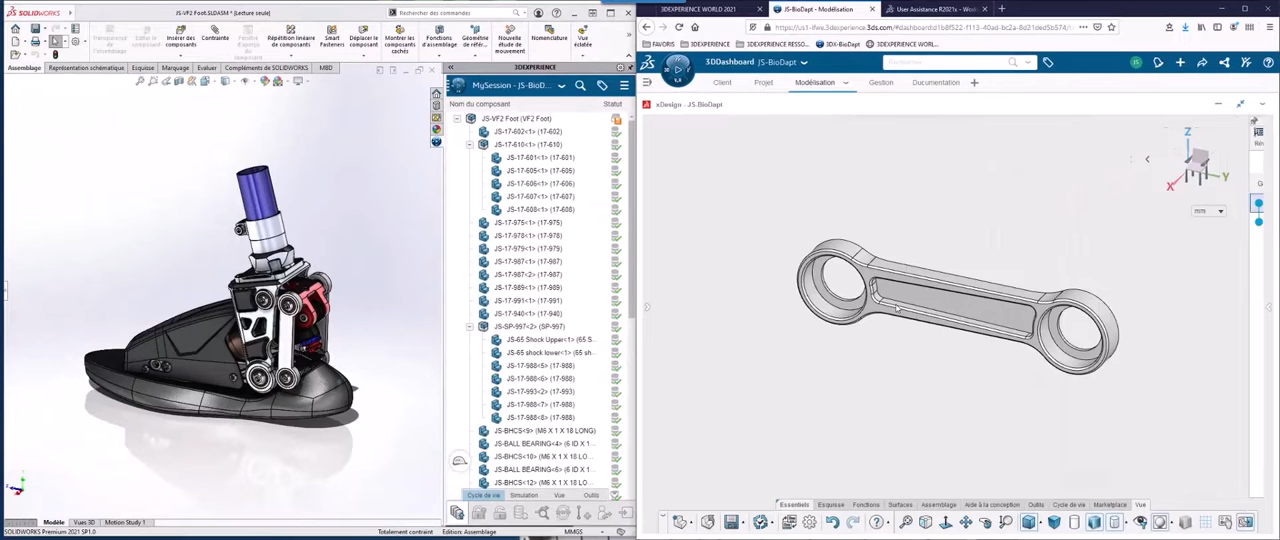 SOLIDWORKS
JS-VF2 Foot.SLDASM * [Lecture seule]
Rechercher des commandes
Insérer des composants
Contrainte
Répétition linéaire de composants
Smart Fasteners
Déplacer le composant
Montrer les composants cachés
Fonctions d'assemblage
Géométrie de référ...
Nouvelle étude de mouvement
Nomenclature
Vue éclatée
Assemblage
Représentation schématique
Esquisse
Marquage
Evaluer
Compléments de SOLIDWORKS
MBD
3DEXPERIENCE
MySession - JS-BioD...
Nom du composant
Statut
JS-VF2 Foot (VF2 Foot)
JS-17-602<1> (17-602)
JS-17-610<1> (17-610)
JS-17-601<1> (17-601)
JS-17-605<1> (17-605)
JS-17-606<1> (17-606)
JS-17-607<1> (17-607)
JS-17-608<1> (17-608)
JS-17-975<1> (17-975)
JS-17-978<1> (17-978)
JS-17-979<1> (17-979)
JS-17-987<1> (17-987)
JS-17-987<2> (17-987)
JS-17-989<1> (17-989)
JS-17-991<1> (17-991)
JS-17-940<1> (17-940)
JS-SP-997<2> (SP-997)
JS-65 Shock Upper<1> (65 S...
JS-65 shock lower<1> (65 sh...
JS-17-988<5> (17-988)
JS-17-988<6> (17-988)
JS-17-993<2> (17-993)
JS-17-988<7> (17-988)
JS-17-988<8> (17-988)
JS-BHCS<9> (M6 X 1 X 18 LONG)
JS-BALL BEARING<4> (6 ID X 1...
JS-BHCS<10> (M6 X 1 X 18 LO...
JS-BALL BEARING<6> (6 ID X 1...
JS-BHCS<12> (M6 X 1 X 18 LO...
Cycle de vie
Simulation
Vue
Outils
Modèle
Vues 3D
Motion Study 1
SOLIDWORKS Premium 2021 SP1.0
Totalement contraint
Edition: Assemblage
MMGS
3DEXPERIENCE WORLD 2021
JS-BioDapt - Modélisation
User Assistance R2021x - Wind
FAVORIS
3DEXPERIENCE
3DEXPERIENCE RESSO...
3DX-BioDapt
3DEXPERIENCE WORL...
3DDashboard
JS-BioDapt
JS
Client
Projet
Modélisation
Gestion
Documentation
xDesign - JS-BioDapt
Z
X
Y
mm
Essentiels
Esquisse
Fonctions
Surfaces
Assemblage
Aide à la conception
Outils
Cycle de vie
Marketplace
Vue